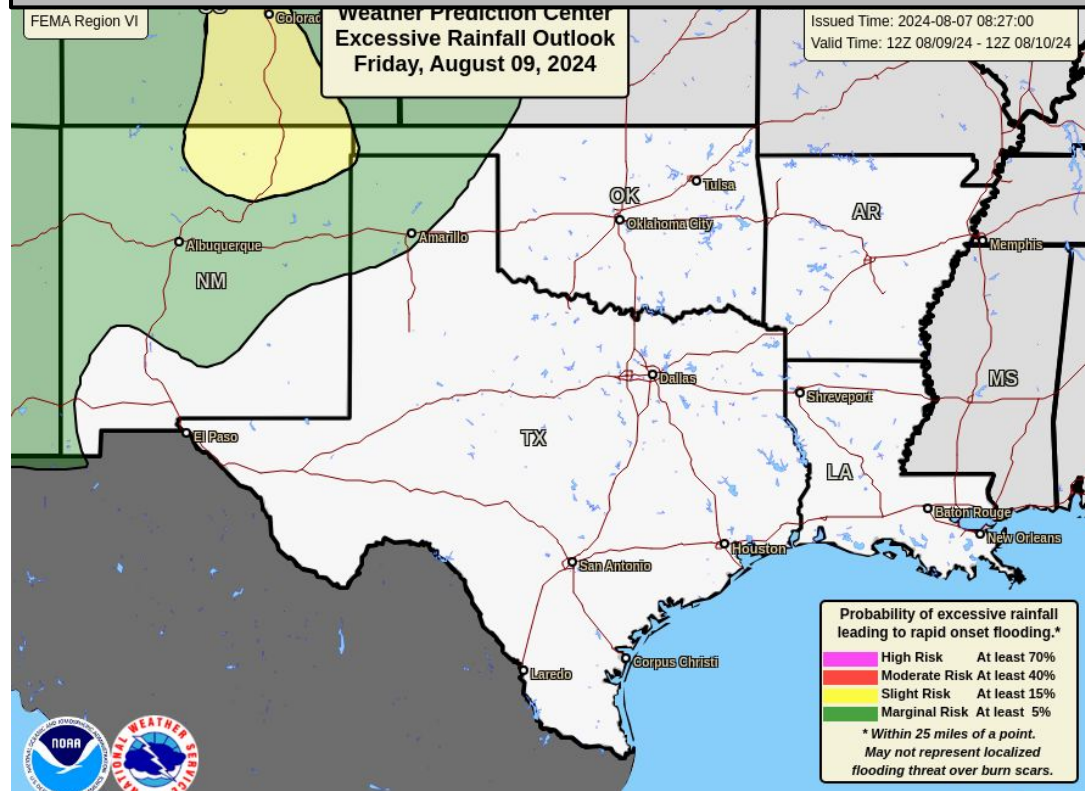 FEMA Region VI
Weather Prediction Center
Excessive Rainfall Outlook
Friday, August 09, 2024
Issued Time: 2024-08-07 08:27:00
Valid Time: 12Z 08/09/24 - 12Z 08/10/24
Colorad
Tulsa
OK
Oklahoma City
AR
Albuquerque
Amarillo
Memphis
NM
Dallas
MS
Shreveport
El Paso
TX
LA
Baton Rouge
New Orleans
Houston
San Antonio
Corpus Christi
Laredo
Probability of excessive rainfall
leading to rapid onset flooding.*
High Risk At least 70%
Moderate Risk At least 40%
Slight Risk At least 15%
Marginal Risk At least 5%
* Within 25 miles of a point.
May not represent localized
flooding threat over burn scars.
NOAA
NATIONAL WEATHER SERVICE